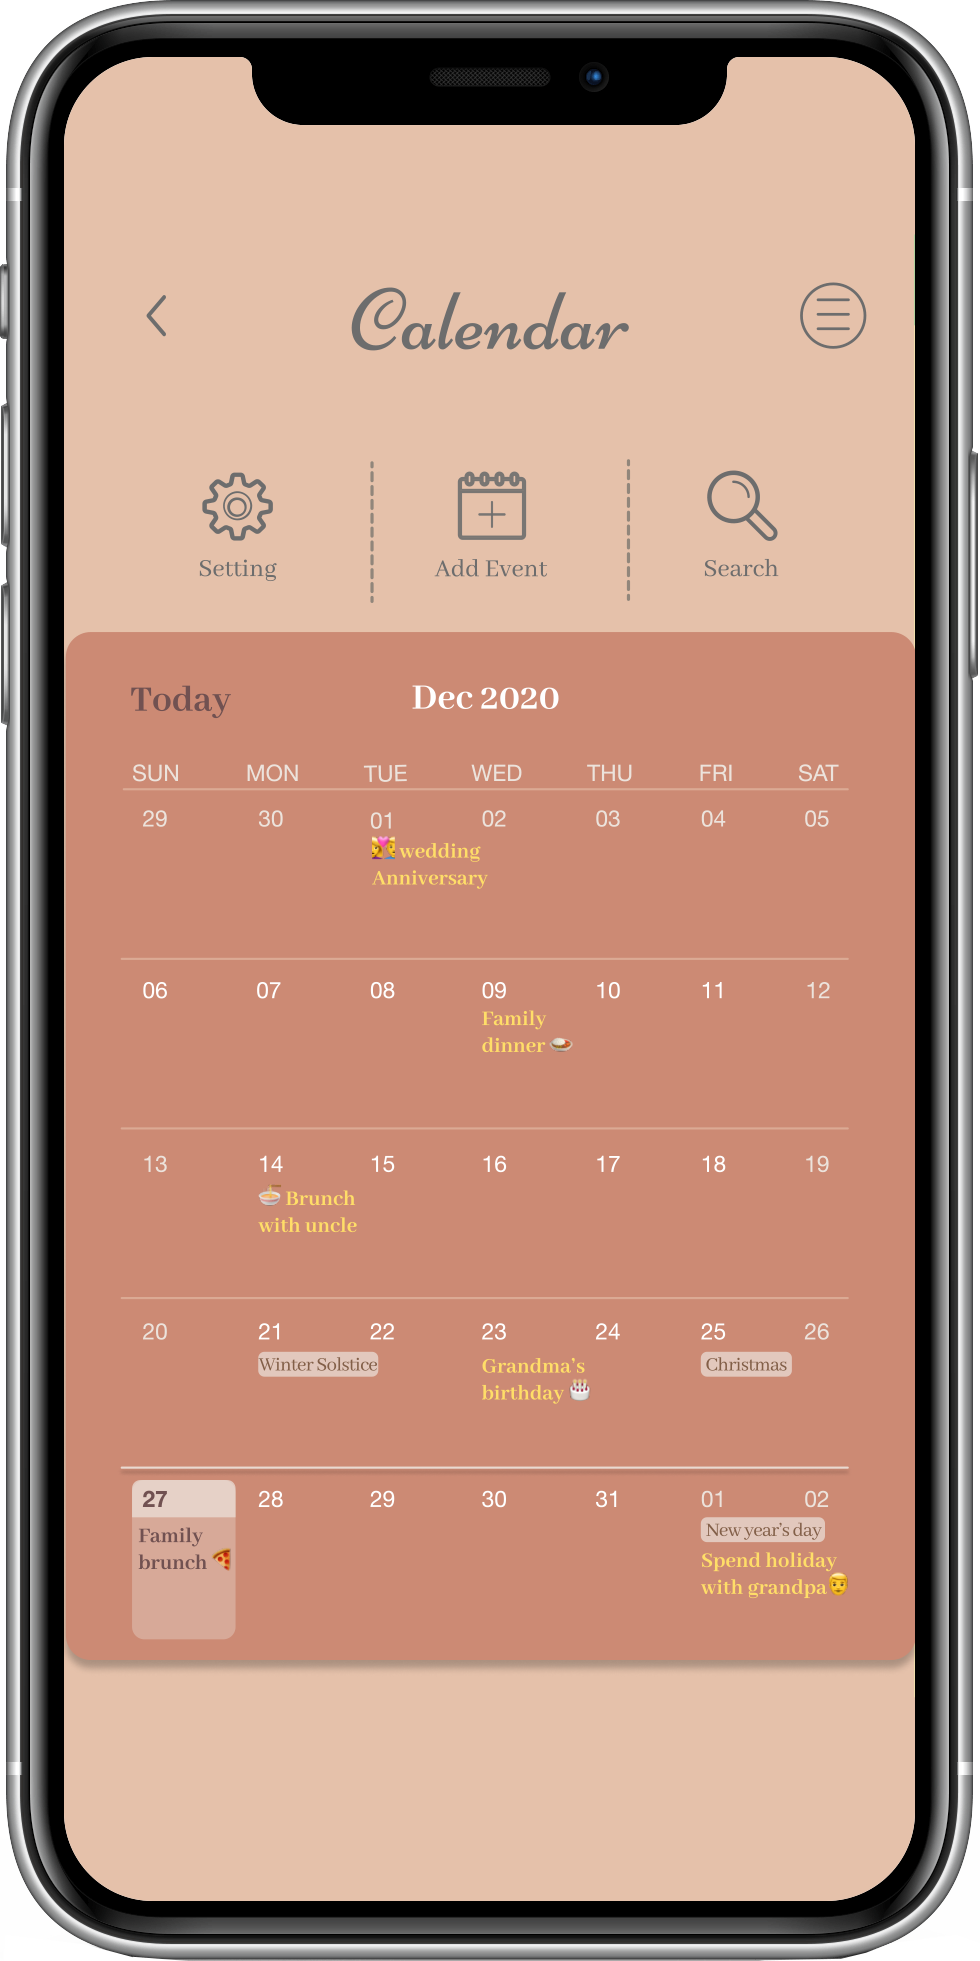 Calendar
Setting
Add Event
Search
Today
Dec 2020
SUN MON TUE WED THU FRI SAT
29 30 01 02 03 04 05
wedding
Anniversary
06 07 08 09 10 11 12
Family
dinner
13 14 15 16 17 18 19
Brunch
with uncle
20 21 22 23 24 25 26
Winter Solstice
Grandma's
birthday
Christmas
27 28 29 30 31 01 02
Family
brunch
New year's day
Spend holiday
with grandpa